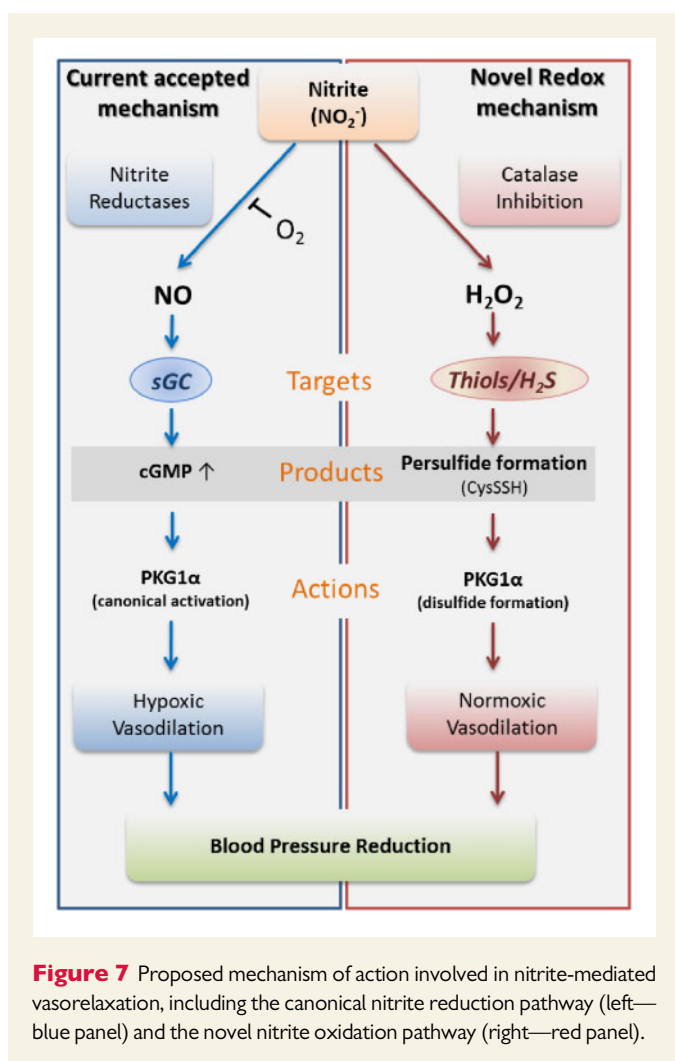 Current accepted
mechanism
Nitrite
(NO₂⁻)
Novel Redox
mechanism
Nitrite
Reductases
Catalase
Inhibition
O₂
NO
H₂O₂
sGC
Targets
Thiols/H₂S
cGMP ↑
Products
Persulfide formation
(CysSSH)
PKG1α
(canonical activation)
Actions
PKG1α
(disulfide formation)
Hypoxic
Vasodilation
Normoxic
Vasodilation
Blood Pressure Reduction
Figure 7 Proposed mechanism of action involved in nitrite-mediated
vasorelaxation, including the canonical nitrite reduction pathway (left—
blue panel) and the novel nitrite oxidation pathway (right—red panel).